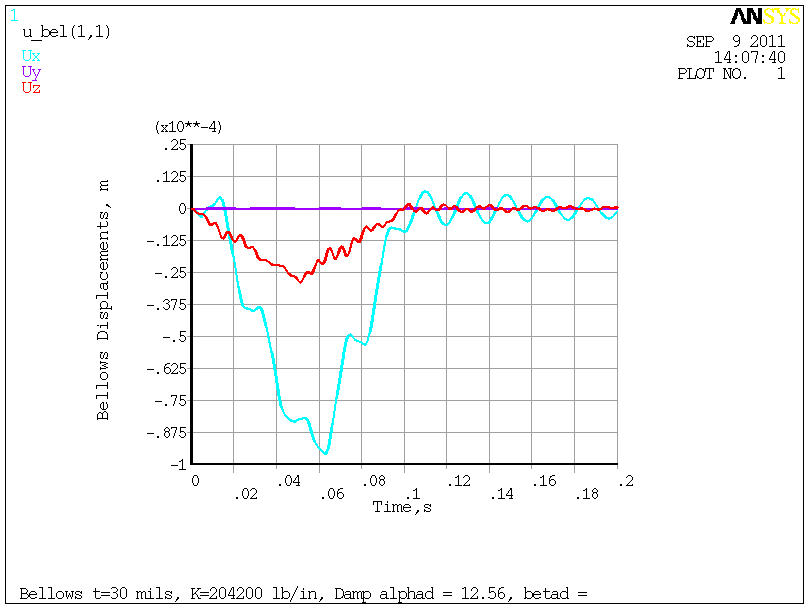 1
ANSYS
u_bel(1,1)
SEP 9 2011
14:07:40
PLOT NO. 1
Ux
Uy
Uz
(x10**-4)
.25
.125
0
-.125
-.25
-.375
-.5
-.625
-.75
-.875
-1
Bellows Displacements, m
0 .04 .08 .12 .16 .2
.02 .06 .1 .14 .18
Time,s
Bellows t=30 mils, K=204200 lb/in, Damp alphad = 12.56, betad =